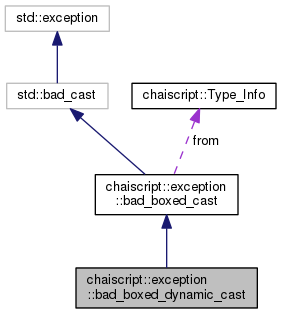 std::exception
std::bad_cast
chaiscript::Type_Info
from
chaiscript::exception
::bad_boxed_cast
chaiscript::exception
::bad_boxed_dynamic_cast